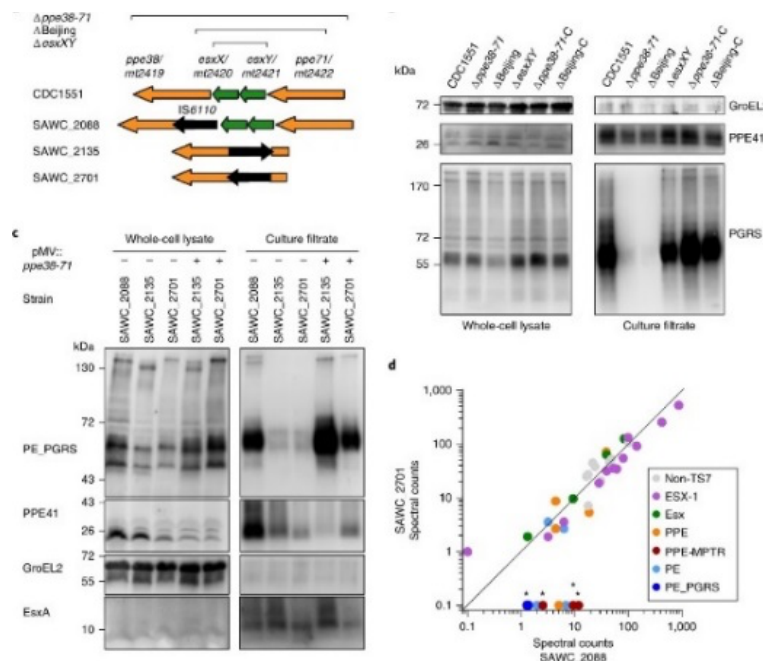 Δppe38-71
ΔBeijing
ΔesxXY
ppe38/ esxX/ esxY/ ppe71/
mt2419 mt2420 mt2421 mt2422
CDC1551
IS6110
SAWC_2088
SAWC_2135
SAWC_2701
CDC1551 Δppe38-71 ΔBeijing ΔesxXY Δppe38-71-C ΔBeijing-C CDC1551 Δppe38-71 ΔBeijing ΔesxXY Δppe38-71-C ΔBeijing-C
kDa
72 GroEL2
26 PPE41
170
72 PGRS
55
Whole-cell lysate Culture filtrate
c
Whole-cell lysate Culture filtrate
pMV:: – – – + + – – – + +
ppe38-71
Strain SAWC_2088 SAWC_2135 SAWC_2701 SAWC_2135 SAWC_2701 SAWC_2088 SAWC_2135 SAWC_2701 SAWC_2135 SAWC_2701
kDa
130
72
PE_PGRS
43
PPE41 43
26
GroEL2 72
55
EsxA
10
d
1,000
100
10
1
0.1
SAWC_2701
Spectral counts
Non-TS7
ESX-1
Esx
PPE
PPE-MPTR
PE
PE_PGRS
* * * *
0.1 1 10 100 1,000
Spectral counts
SAWC_2088